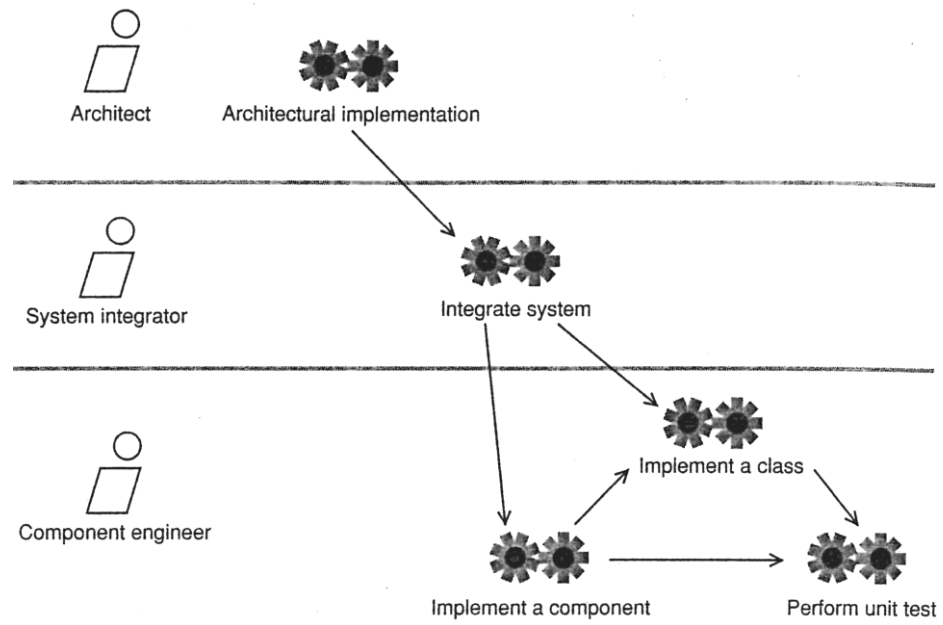 Architect
Architectural implementation
System integrator
Integrate system
Implement a class
Component engineer
Implement a component
Perform unit test